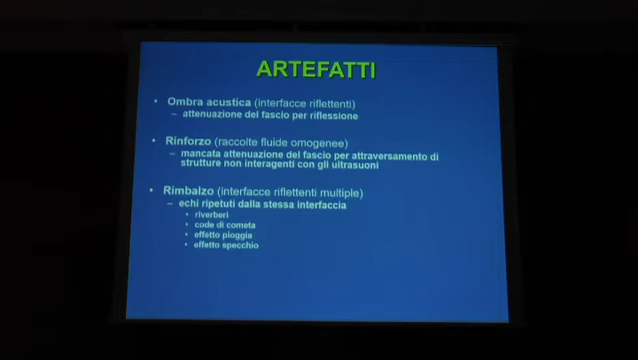 ARTEFATTI
• Ombra acustica (interfacce riflettenti)
– attenuazione del fascio per riflessione
• Rinforzo (raccolte fluide omogenee)
– mancata attenuazione del fascio per attraversamento di
strutture non interagenti con gli ultrasuoni
• Rimbalzo (interfacce riflettenti multiple)
– echi ripetuti dalla stessa interfaccia
• riverberi
• code di cometa
• effetto pioggia
• effetto specchio